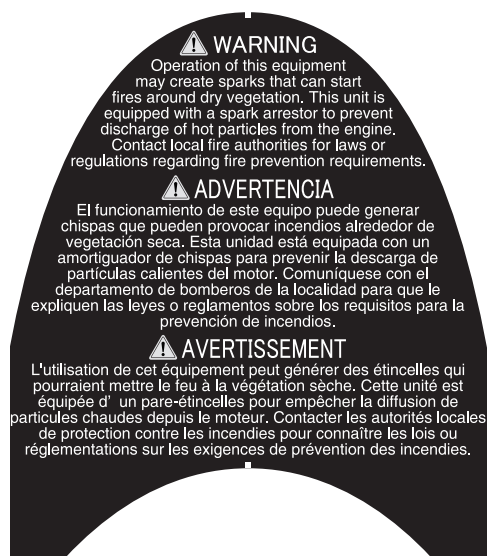 WARNING
Operation of this equipment
may create sparks that can start
fires around dry vegetation. This unit is
equipped with a spark arrestor to prevent
discharge of hot particles from the engine.
Contact local fire authorities for laws or
regulations regarding fire prevention requirements.
ADVERTENCIA
El funcionamiento de este equipo puede generar
chispas que pueden provocar incendios alrededor de
vegetación seca. Esta unidad está equipada con un
amortiguador de chispas para prevenir la descarga de
partículas calientes del motor. Comuníquese con el
departamento de bomberos de la localidad para que le
expliquen las leyes o reglamentos sobre los requisitos para la
prevención de incendios.
AVERTISSEMENT
L'utilisation de cet équipement peut générer des étincelles qui
pourraient mettre le feu à la végétation sèche. Cette unité est
équipée d' un pare-étincelles pour empêcher la diffusion de
particules chaudes depuis le moteur. Contacter les autorités locales
de protection contre les incendies pour connaître les lois ou
réglementations sur les exigences de prévention des incendies.